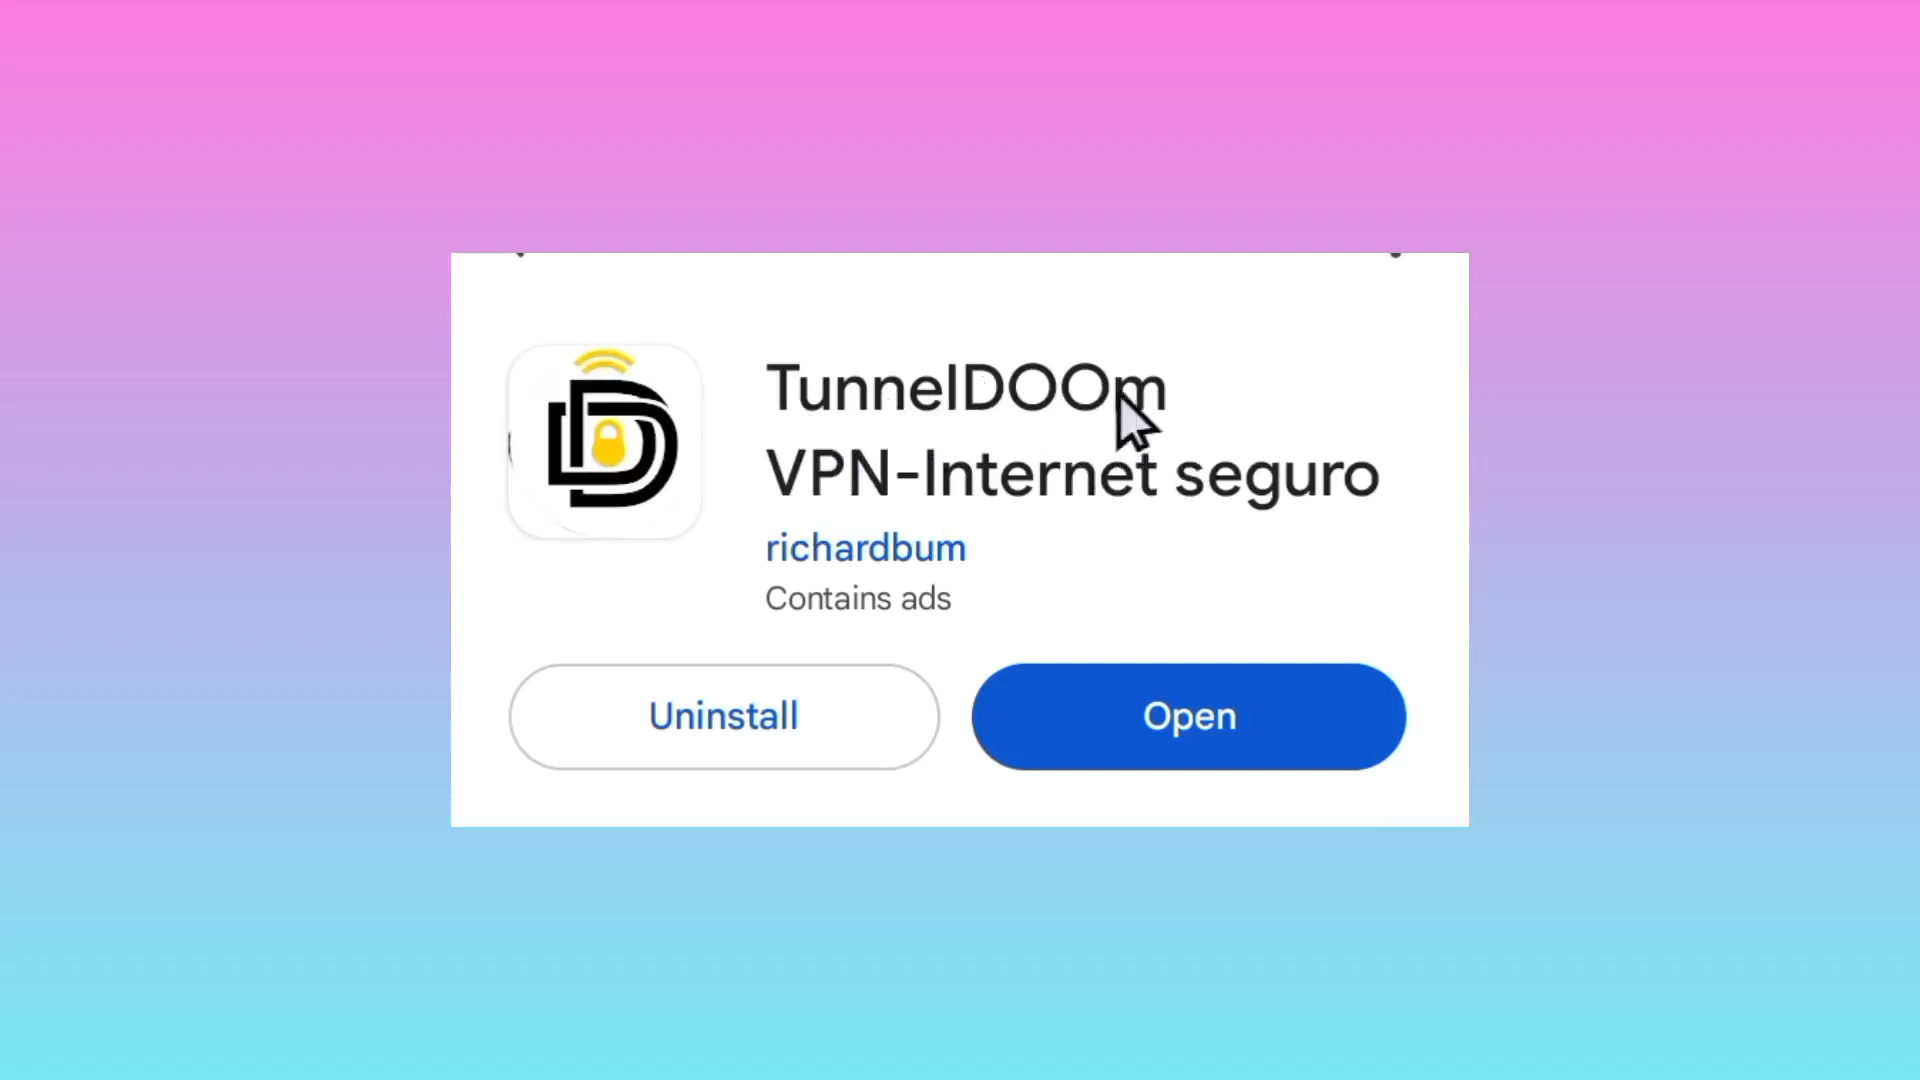 TunnelDOOm
VPN-Internet seguro
richardbum
Contains ads
Uninstall
Open